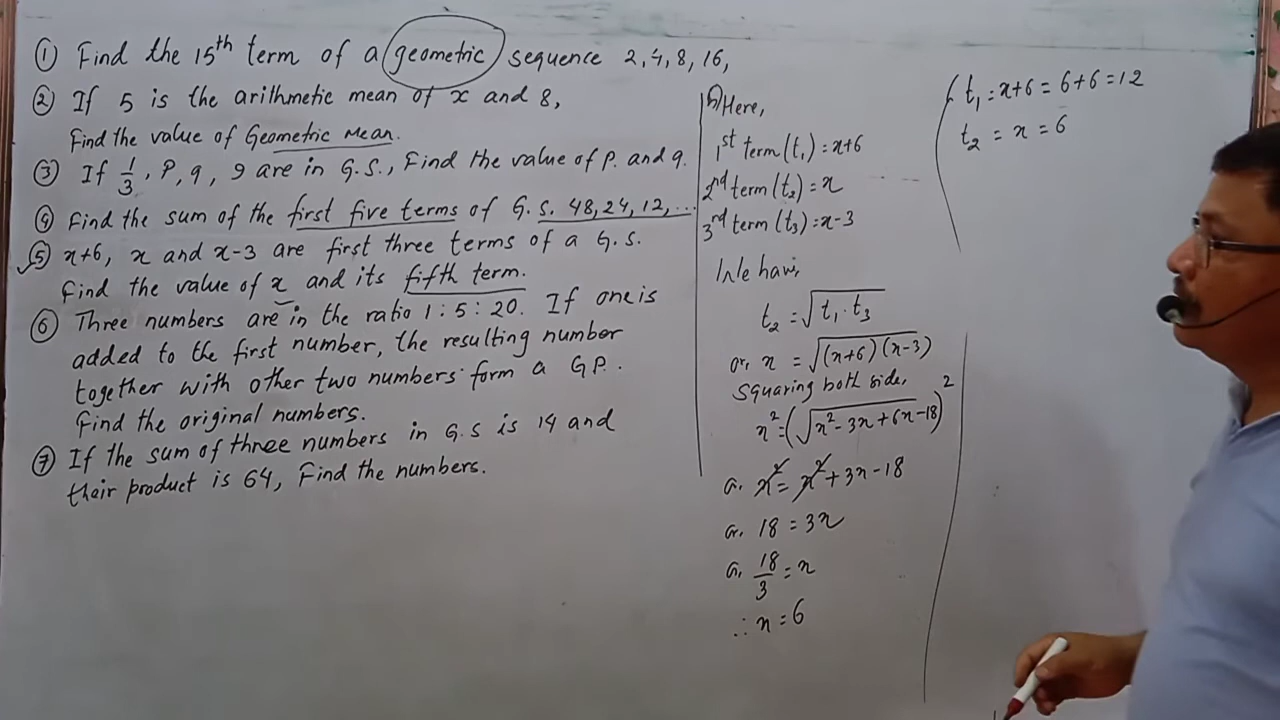 ① Find the 15th term of a geometric sequence 2, 4, 8, 16,
② If 5 is the arithmetic mean of x and 8,
Find the value of Geometric mean.
③ If 1/3, P, q, 9 are in G.S., Find the value of P. and q.
④ Find the sum of the first five terms of G.S. 48, 24, 12, ...
⑤ x+6, x and x-3 are first three terms of a G.S.
Find the value of x and its fifth term.
⑥ Three numbers are in the ratio 1:5:20. If one is
added to the first number, the resulting number
together with other two numbers form a G.P.
Find the original numbers.
⑦ If the sum of three numbers in G.S is 14 and
their product is 64, Find the numbers.
5) Here,
1st term (t₁) = x+6
2nd term (t₂) = x
3rd term (t₃) = x-3
We have,
t₂ = √(t₁. t₃)
or, x = √((x+6)(x-3))
Squaring both side,
x² = (√(x²-3x+6x-18))²
or. x² = x² + 3x - 18
or. 18 = 3x
or. 18/3 = x
∴ x = 6
t₁ = x+6 = 6+6 = 12
t₂ = x = 6